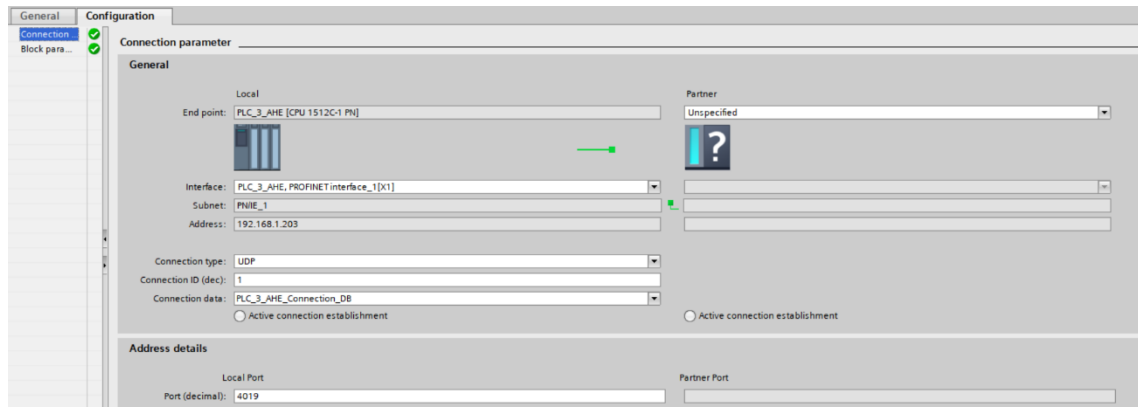 General Configuration
Connection ...
Block para...
Connection parameter
General
Local Partner
End point: PLC_3_AHE [CPU 1512C-1 PN] Unspecified
?
Interface: PLC_3_AHE, PROFINET interface_1[X1]
Subnet: PN/IE_1
Address: 192.168.1.203
Connection type: UDP
Connection ID (dec): 1
Connection data: PLC_3_AHE_Connection_DB
Active connection establishment Active connection establishment
Address details
Local Port Partner Port
Port (decimal): 4019